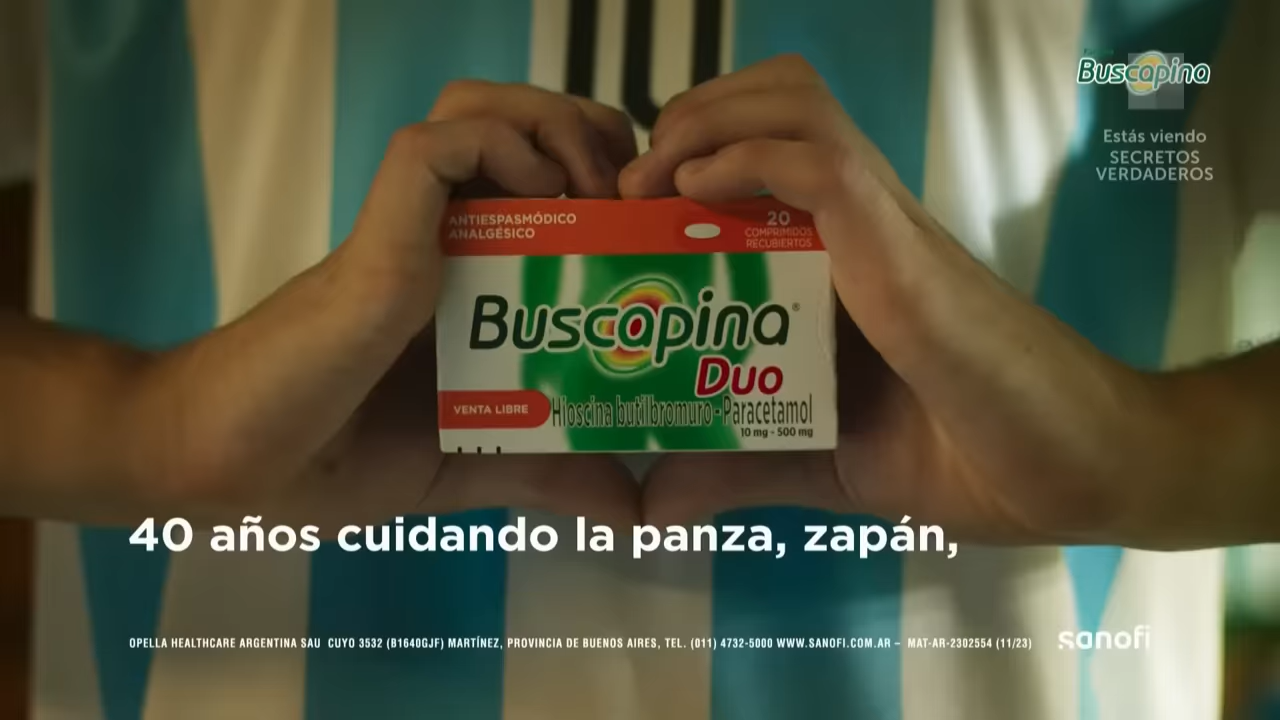 Buscapina
Estás viendo
SECRETOS
VERDADEROS
ANTIESPASMÓDICO
ANALGÉSICO
20
COMPRIMIDOS
RECUBIERTOS
Buscapina®
Duo
VENTA LIBRE
Hioscina butilbromuro-Paracetamol
10 mg - 500 mg
40 años cuidando la panza, zapán,
OPELLA HEALTHCARE ARGENTINA SAU CUYO 3532 (B1640GJF) MARTÍNEZ, PROVINCIA DE BUENOS AIRES, TEL. (011) 4732-5000 WWW.SANOFI.COM.AR – MAT-AR-2302554 (11/23)
sanofi